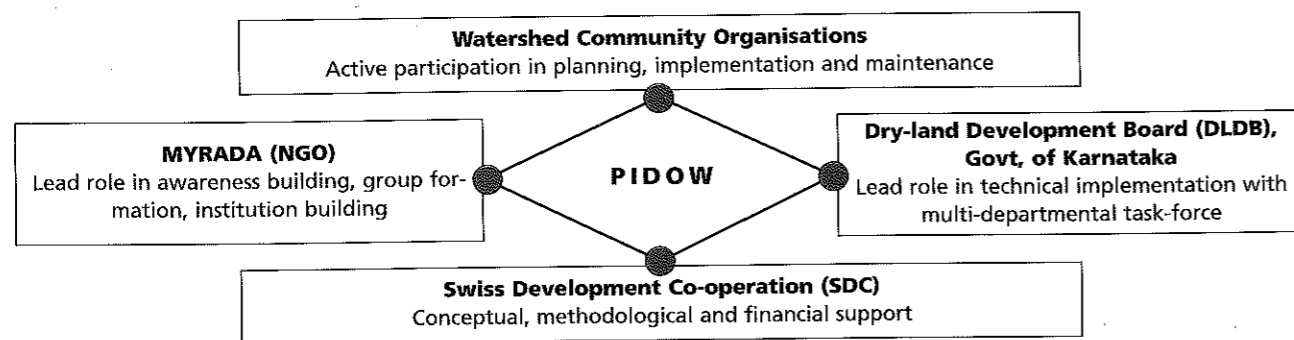 Watershed Community Organisations
Active participation in planning, implementation and maintenance
MYRADA (NGO)
Lead role in awareness building, group for-
mation, institution building
PIDOW
Dry-land Development Board (DLDB),
Govt, of Karnataka
Lead role in technical implementation with
multi-departmental task-force
Swiss Development Co-operation (SDC)
Conceptual, methodological and financial support